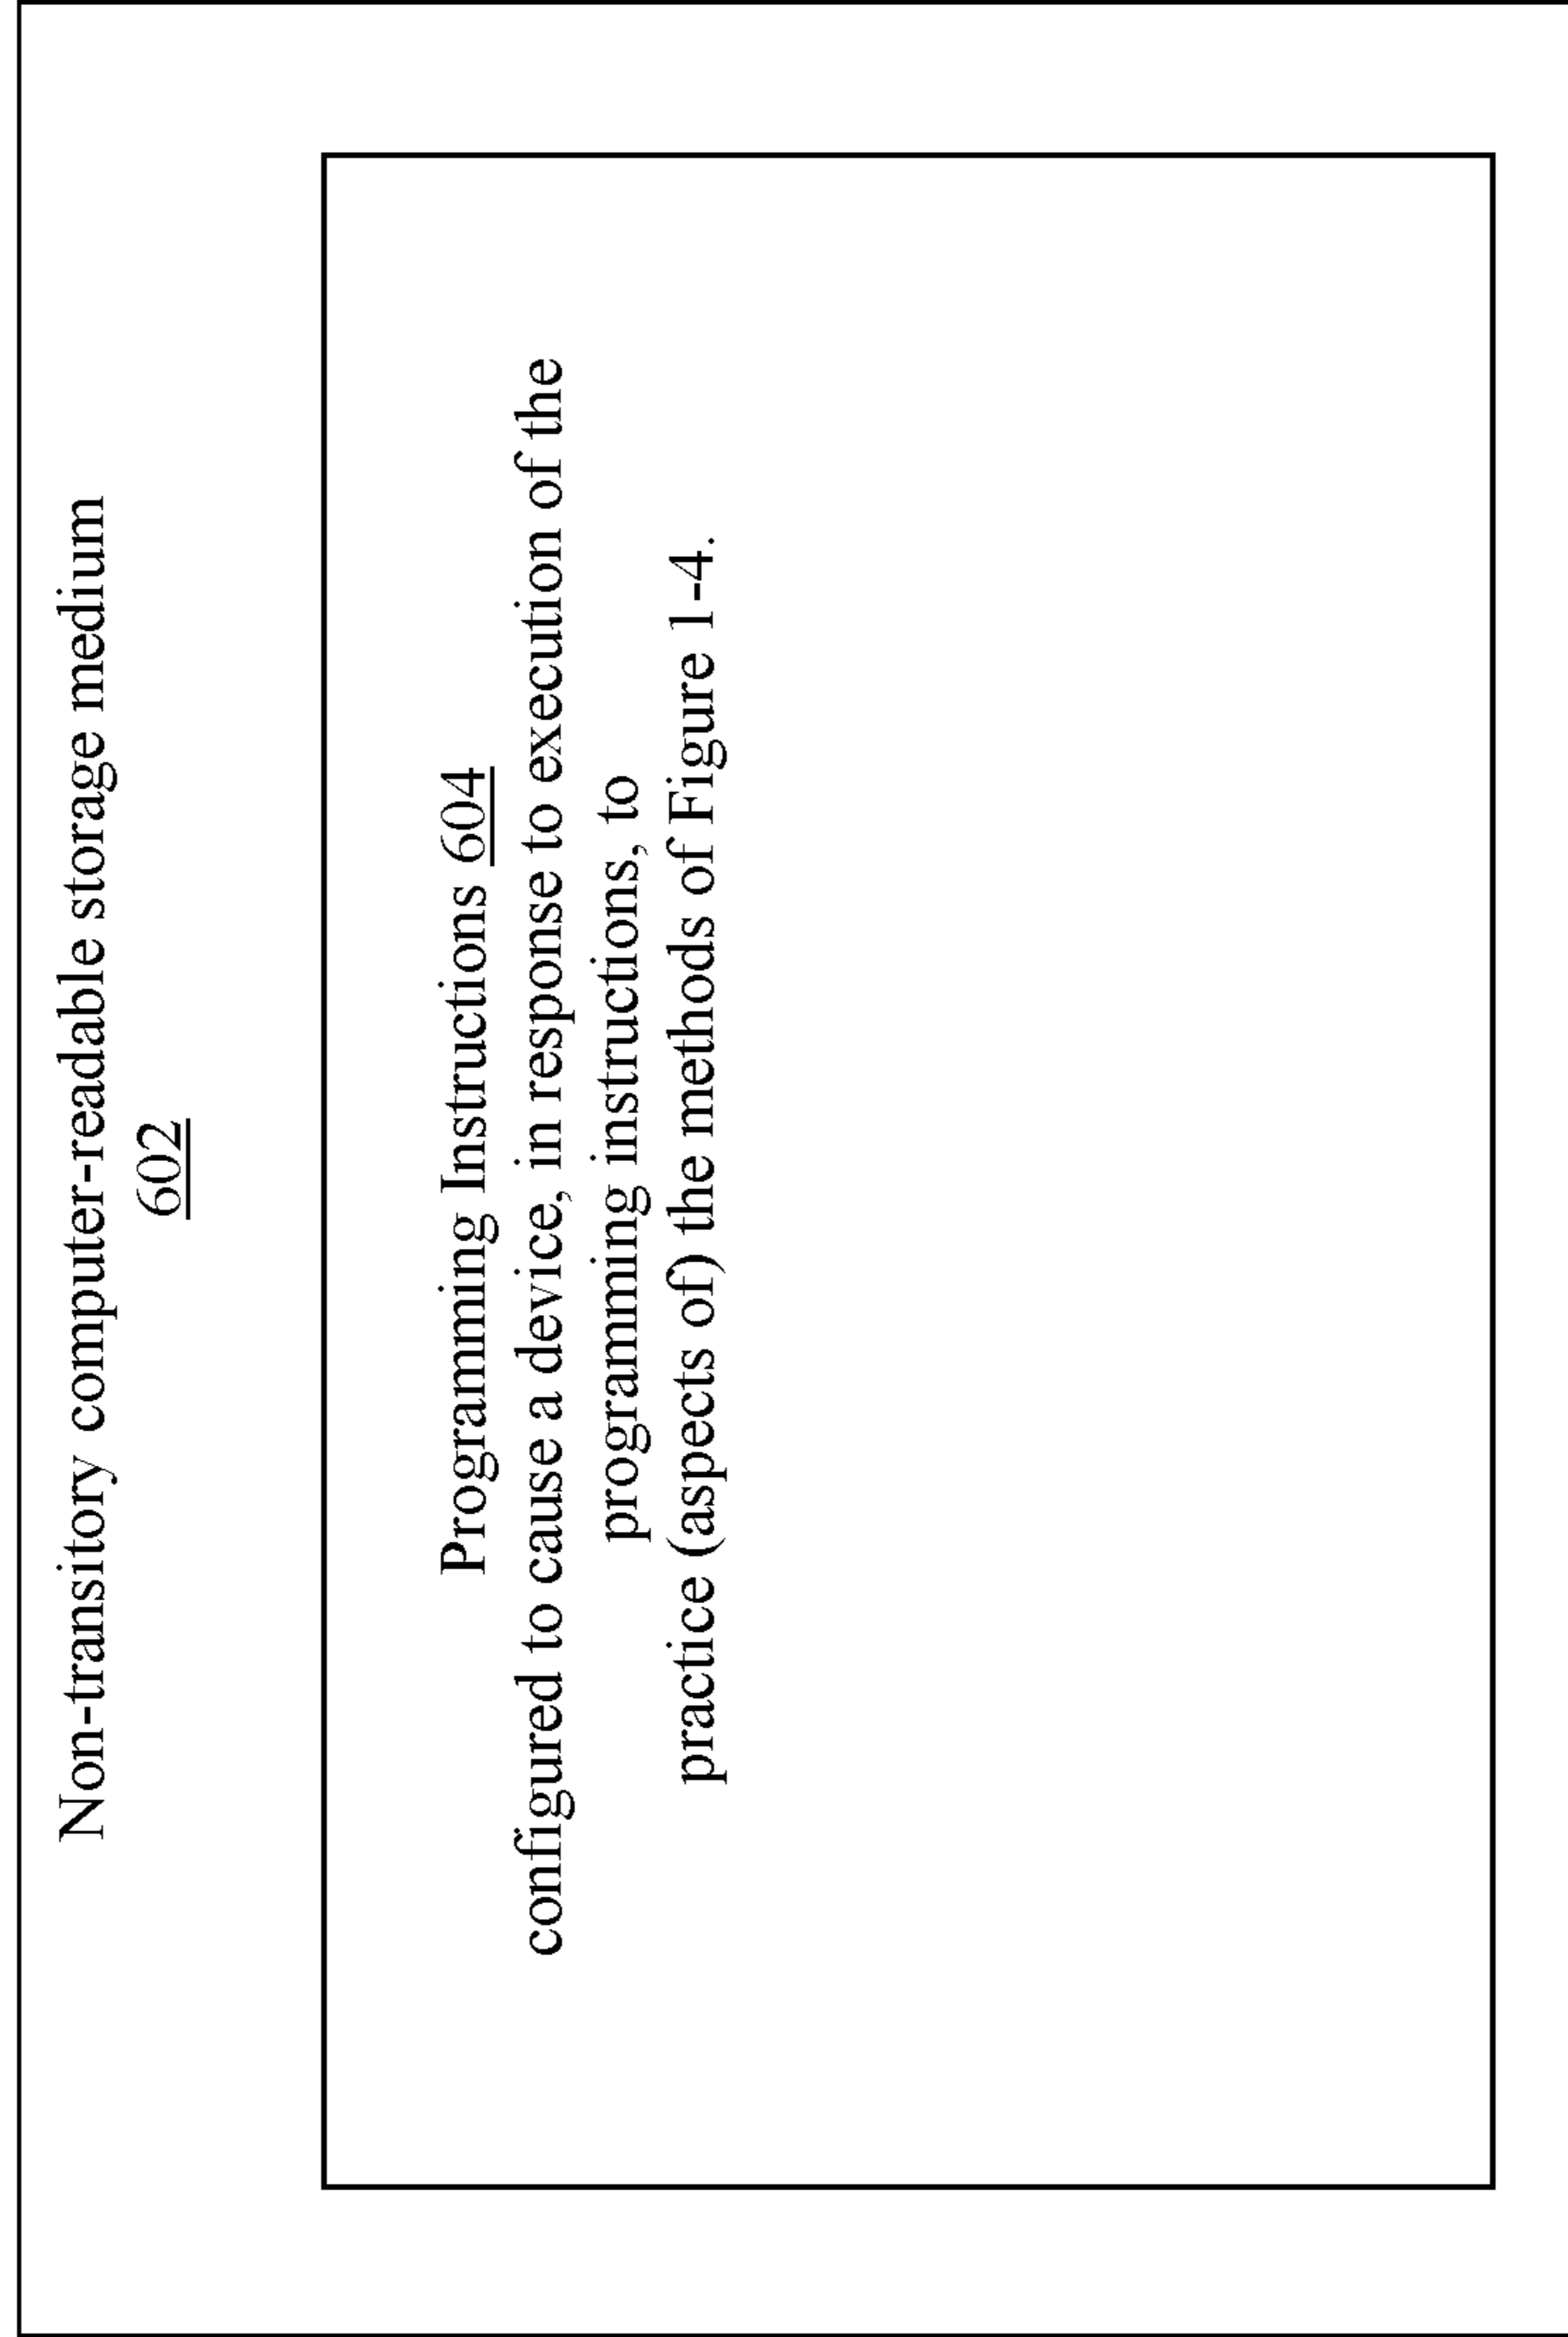 Non-transitory computer-readable storage medium
602
Programming Instructions 604
configured to cause a device, in response to execution of the
programming instructions, to
practice (aspects of) the methods of Figure 1-4.